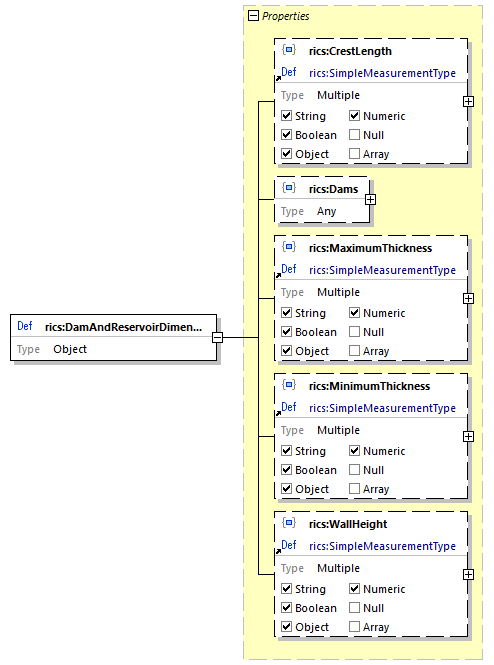 Properties
rics:CrestLength
Def rics:SimpleMeasurementType
Type Multiple
String Numeric
Boolean Null
Object Array
rics:Dams
Type Any
rics:MaximumThickness
Def rics:SimpleMeasurementType
Type Multiple
String Numeric
Boolean Null
Object Array
Def rics:DamAndReservoirDimen...
Type Object
rics:MinimumThickness
Def rics:SimpleMeasurementType
Type Multiple
String Numeric
Boolean Null
Object Array
rics:WallHeight
Def rics:SimpleMeasurementType
Type Multiple
String Numeric
Boolean Null
Object Array